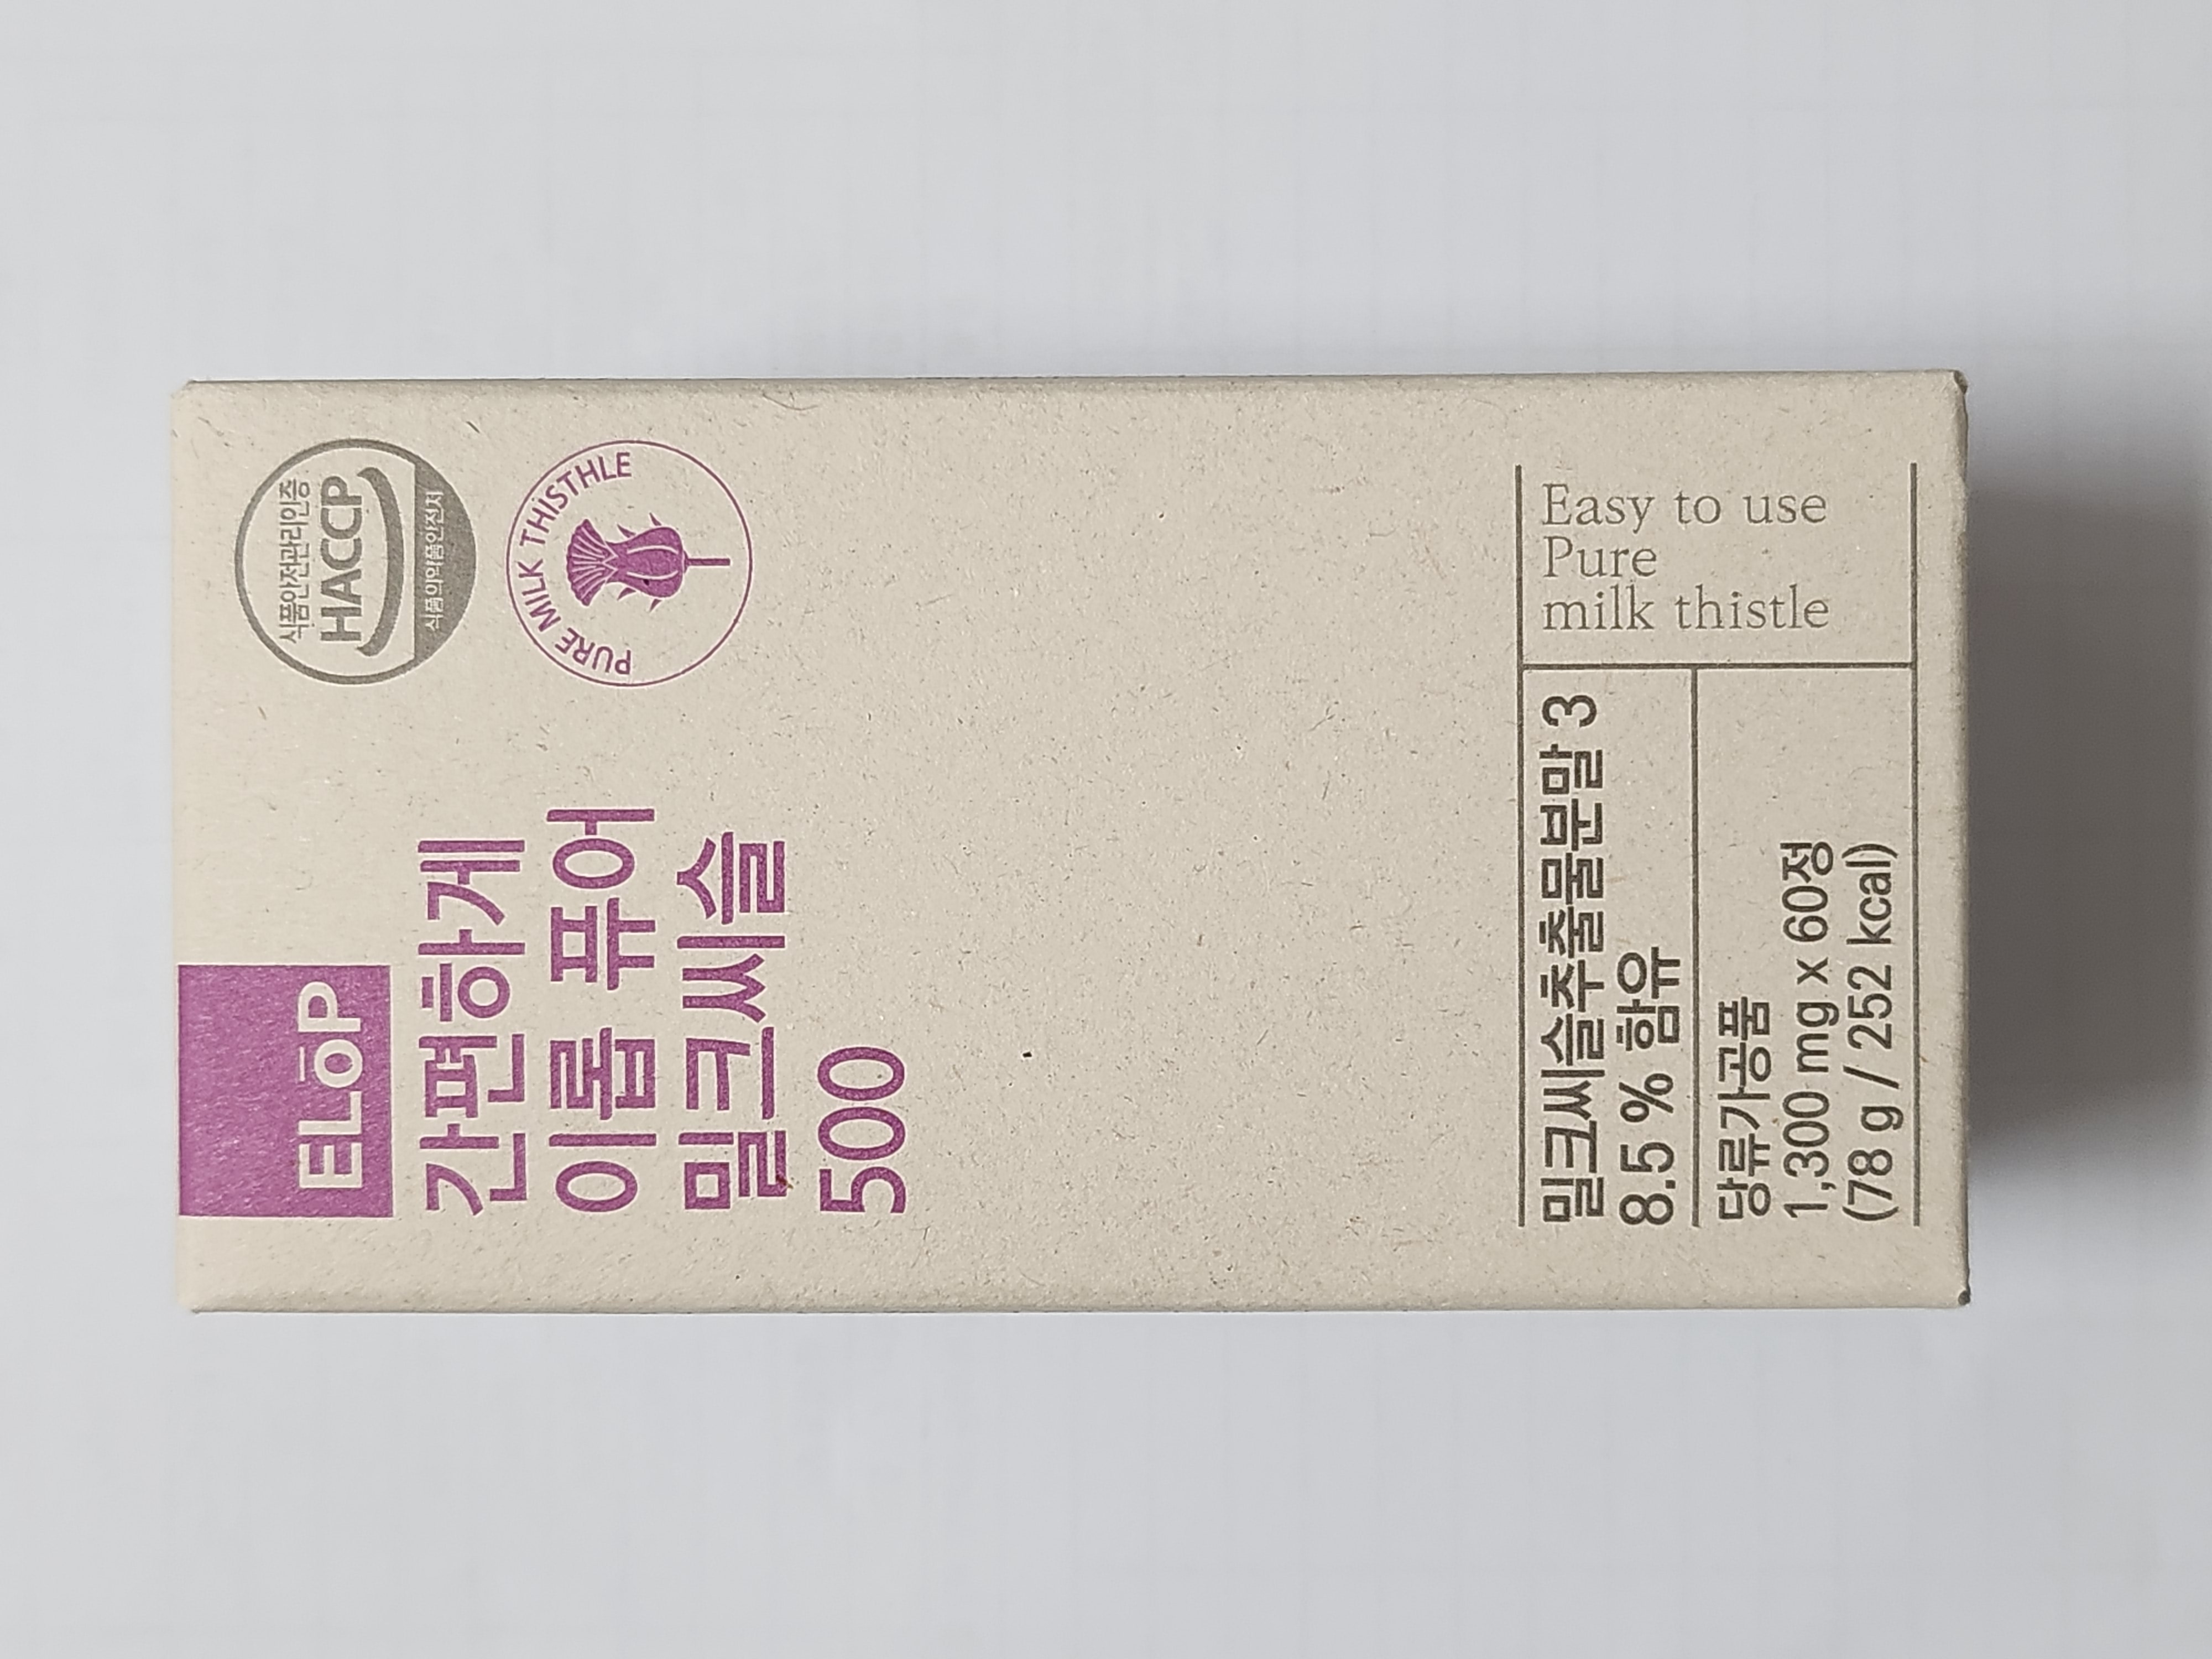 ELOP
식품안전관리인증
HACCP
식품의약품안전처
간편하게
이롭 퓨어
밀크씨슬
500
PURE MILK THISTHLE
밀크씨슬추출물분말 3
8.5 % 함유
당류가공품
1,300 mg x 60정
(78 g / 252 kcal)
Easy to use
Pure
milk thistle